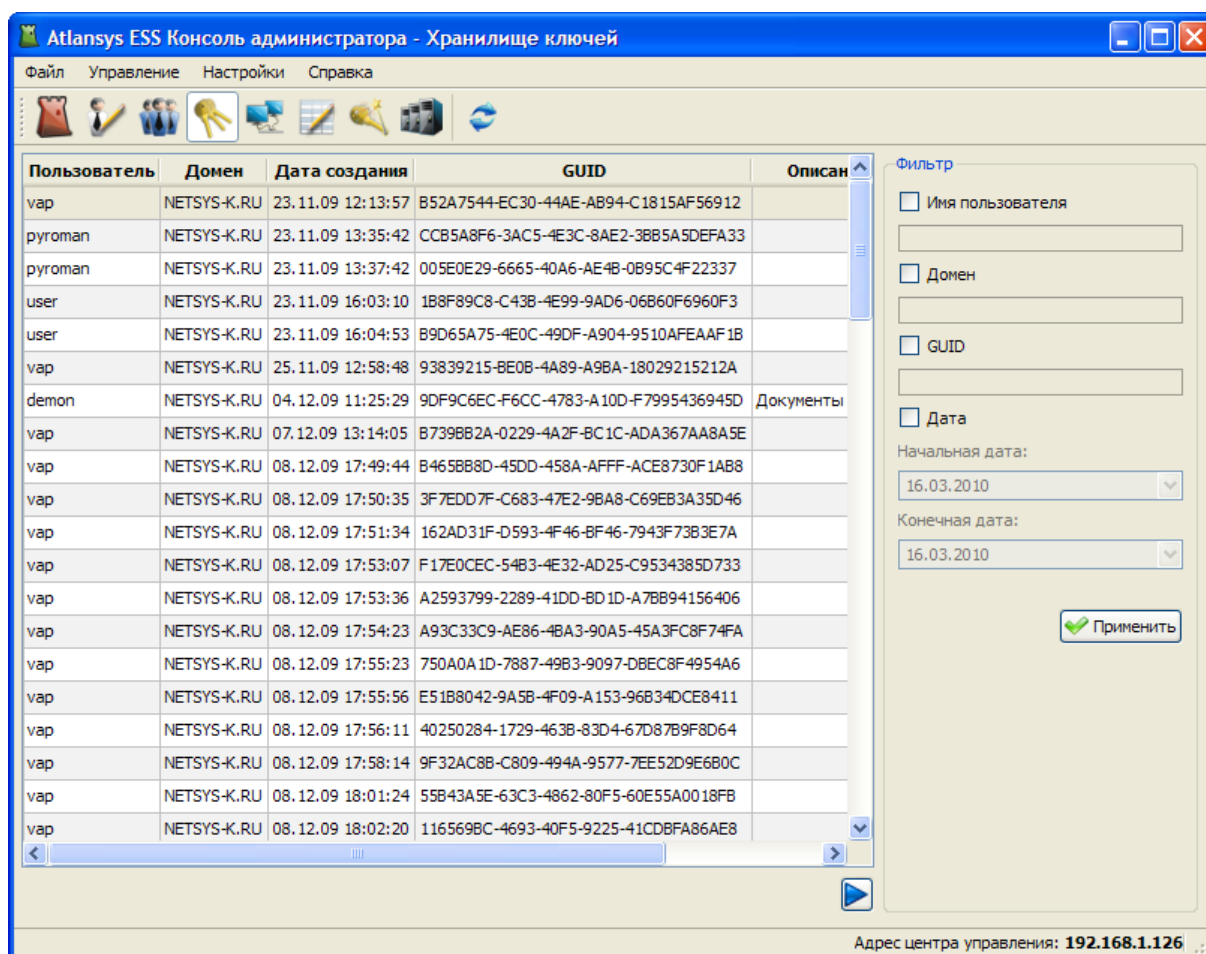 Atlansys ESS Консоль администратора - Хранилище ключей
Файл Управление Настройки Справка
Пользователь Домен Дата создания GUID Описан
vap NETSYS-K.RU 23.11.09 12:13:57 B52A7544-EC30-44AE-AB94-C1815AF56912
pyroman NETSYS-K.RU 23.11.09 13:35:42 CCB5A8F6-3AC5-4E3C-8AE2-3BB5A5DEFA33
pyroman NETSYS-K.RU 23.11.09 13:37:42 005E0E29-6665-40A6-AE4B-0B95C4F22337
user NETSYS-K.RU 23.11.09 16:03:10 1B8F89C8-C43B-4E99-9AD6-06B60F6960F3
user NETSYS-K.RU 23.11.09 16:04:53 B9D65A75-4E0C-49DF-A904-9510AFEAAF1B
vap NETSYS-K.RU 25.11.09 12:58:48 93839215-BE0B-4A89-A9BA-18029215212A
demon NETSYS-K.RU 04.12.09 11:25:29 9DF9C6EC-F6CC-4783-A10D-F7995436945D Документы
vap NETSYS-K.RU 07.12.09 13:14:05 B739BB2A-0229-4A2F-BC1C-ADA367AA8A5E
vap NETSYS-K.RU 08.12.09 17:49:44 B465BB8D-45DD-458A-AFFF-ACE8730F1AB8
vap NETSYS-K.RU 08.12.09 17:50:35 3F7EDD7F-C683-47E2-9BA8-C69EB3A35D46
vap NETSYS-K.RU 08.12.09 17:51:34 162AD31F-D593-4F46-BF46-7943F73B3E7A
vap NETSYS-K.RU 08.12.09 17:53:07 F17E0CEC-54B3-4E32-AD25-C9534385D733
vap NETSYS-K.RU 08.12.09 17:53:36 A2593799-2289-41DD-BD1D-A7BB94156406
vap NETSYS-K.RU 08.12.09 17:54:23 A93C33C9-AE86-4BA3-90A5-45A3FC8F74FA
vap NETSYS-K.RU 08.12.09 17:55:23 750A0A1D-7887-49B3-9097-DBEC8F4954A6
vap NETSYS-K.RU 08.12.09 17:55:56 E51B8042-9A5B-4F09-A153-96B34DCE8411
vap NETSYS-K.RU 08.12.09 17:56:11 40250284-1729-463B-83D4-67D87B9F8D64
vap NETSYS-K.RU 08.12.09 17:58:14 9F32AC8B-C809-494A-9577-7EE52D9E6B0C
vap NETSYS-K.RU 08.12.09 18:01:24 55B43A5E-63C3-4862-80F5-60E55A0018FB
vap NETSYS-K.RU 08.12.09 18:02:20 116569BC-4693-40F5-9225-41CDBFA86AE8
Фильтр
Имя пользователя
Домен
GUID
Дата
Начальная дата:
16.03.2010
Конечная дата:
16.03.2010
Применить
Адрес центра управления: 192.168.1.126